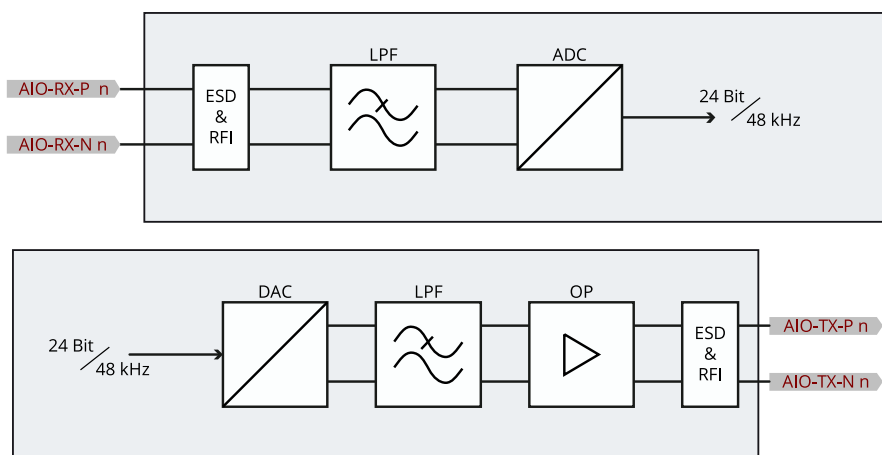 LPF
ADC
AIO-RX-P n
ESD
&
RFI
24 Bit
48 kHz
AIO-RX-N n
DAC
LPF
OP
AIO-TX-P n
24 Bit
48 kHz
ESD
&
RFI
AIO-TX-N n